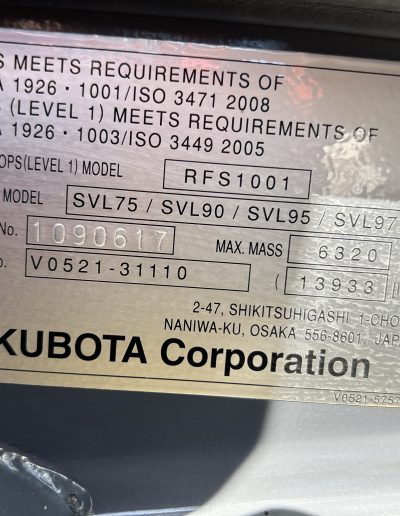 S MEETS REQUIREMENTS OF
A 1926 · 1001/ISO 3471 2008
(LEVEL 1) MEETS REQUIREMENTS OF
A 1926 · 1003/ISO 3449 2005
OPS(LEVEL 1) MODEL RFS1001
MODEL SVL75 / SVL90 / SVL95 / SVL97
No. 1090617 MAX. MASS 6320
o. V0521-31110 ( 13933
2-47, SHIKITSUHIGASHI 1-CHO
NANIWA-KU, OSAKA 556-8601, JAP
KUBOTA Corporation
V0521-5757